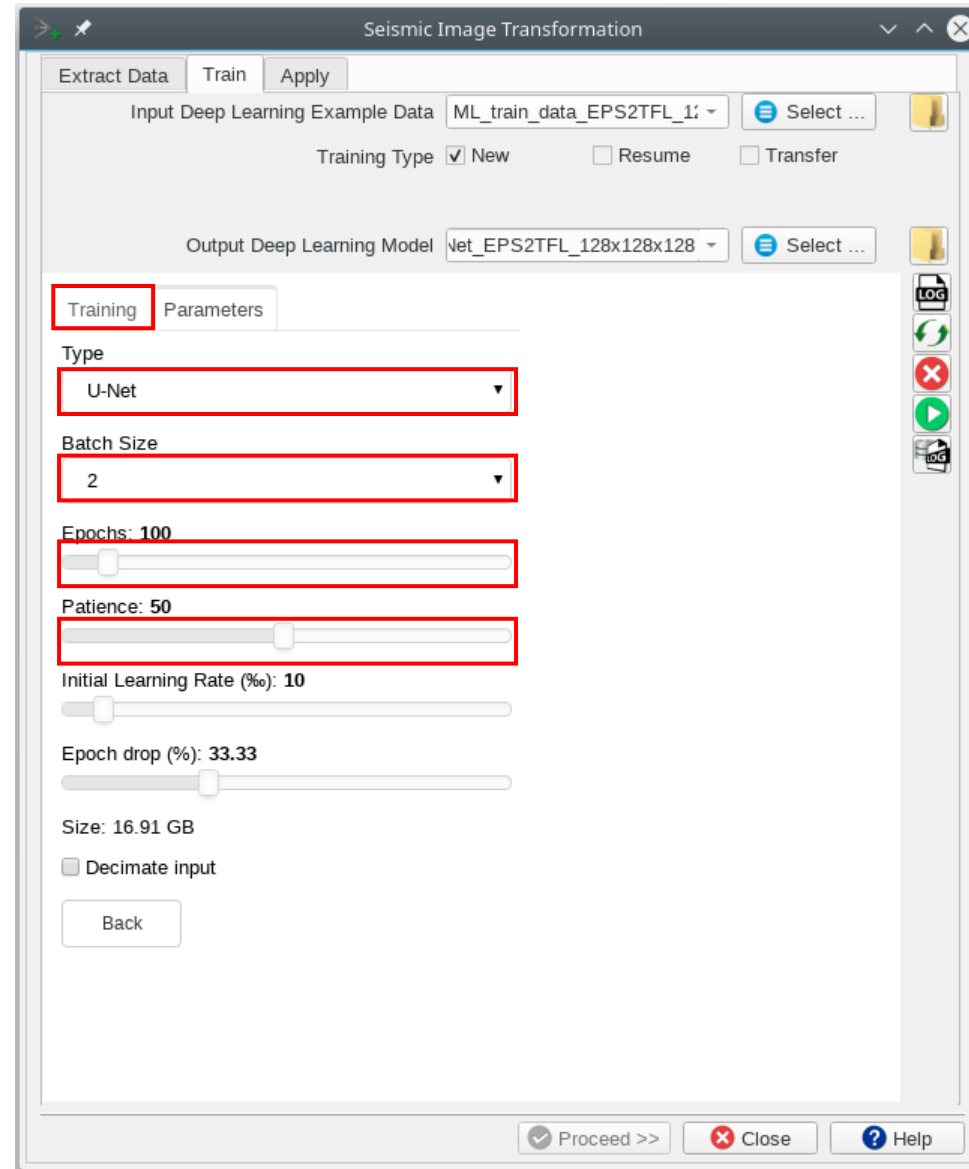 Seismic Image Transformation
Extract Data Train Apply
Input Deep Learning Example Data ML_train_data_EPS2TFL_12 Select ...
Training Type New Resume Transfer
Output Deep Learning Model Net_EPS2TFL_128x128x128 Select ...
LOG
Training Parameters
Type
U-Net
Batch Size
2
Epochs: 100
Patience: 50
Initial Learning Rate (‰): 10
Epoch drop (%): 33.33
Size: 16.91 GB
Decimate input
Back
LOG
Proceed >> Close Help